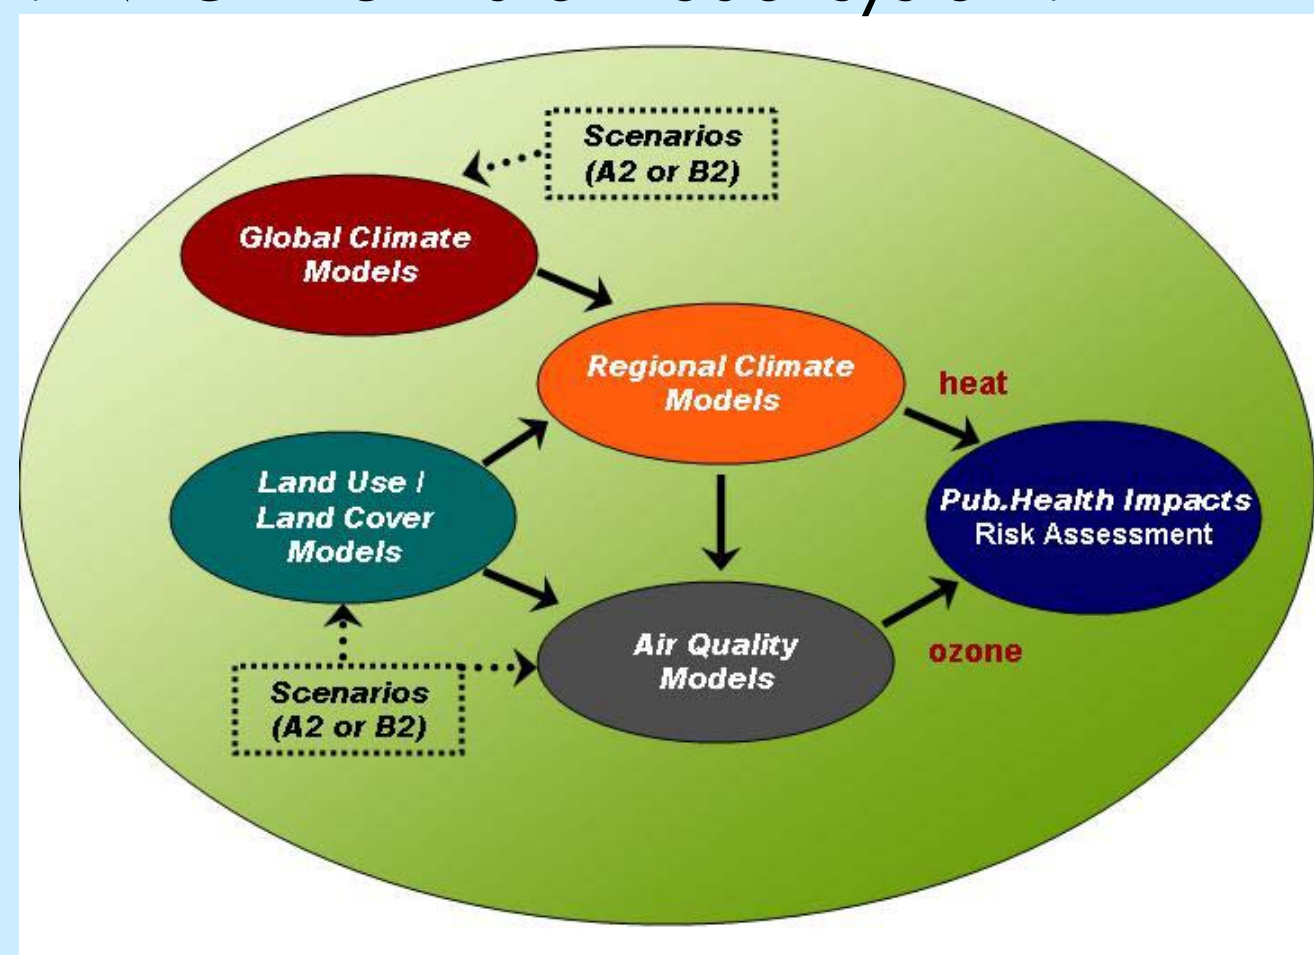 Scenarios
(A2 or B2)
Global Climate
Models
Regional Climate
Models
heat
Land Use /
Land Cover
Models
Pub.Health Impacts
Risk Assessment
Air Quality
Models
ozone
Scenarios
(A2 or B2)